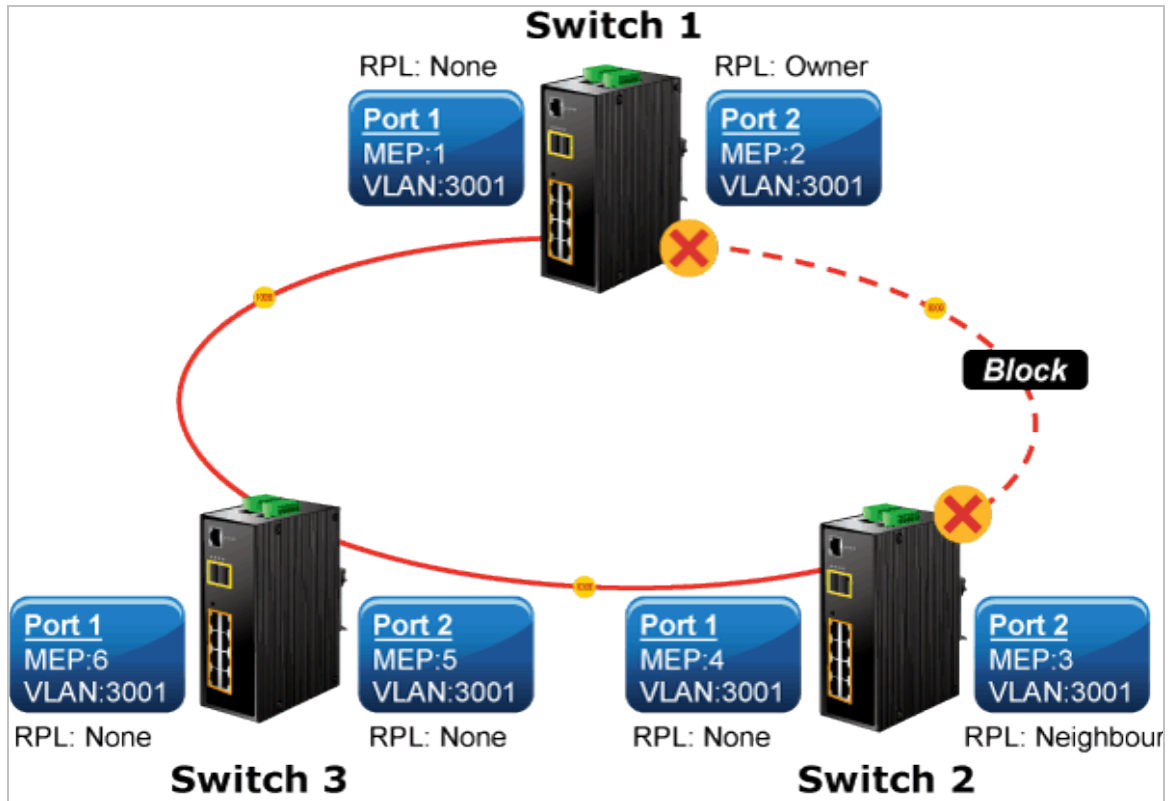 Switch 1
RPL: None
RPL: Owner
Port 1
MEP:1
VLAN:3001
Port 2
MEP:2
VLAN:3001
Block
Port 1
MEP:6
VLAN:3001
RPL: None
Port 2
MEP:5
VLAN:3001
RPL: None
Port 1
MEP:4
VLAN:3001
RPL: None
Port 2
MEP:3
VLAN:3001
RPL: Neighbour
Switch 3
Switch 2